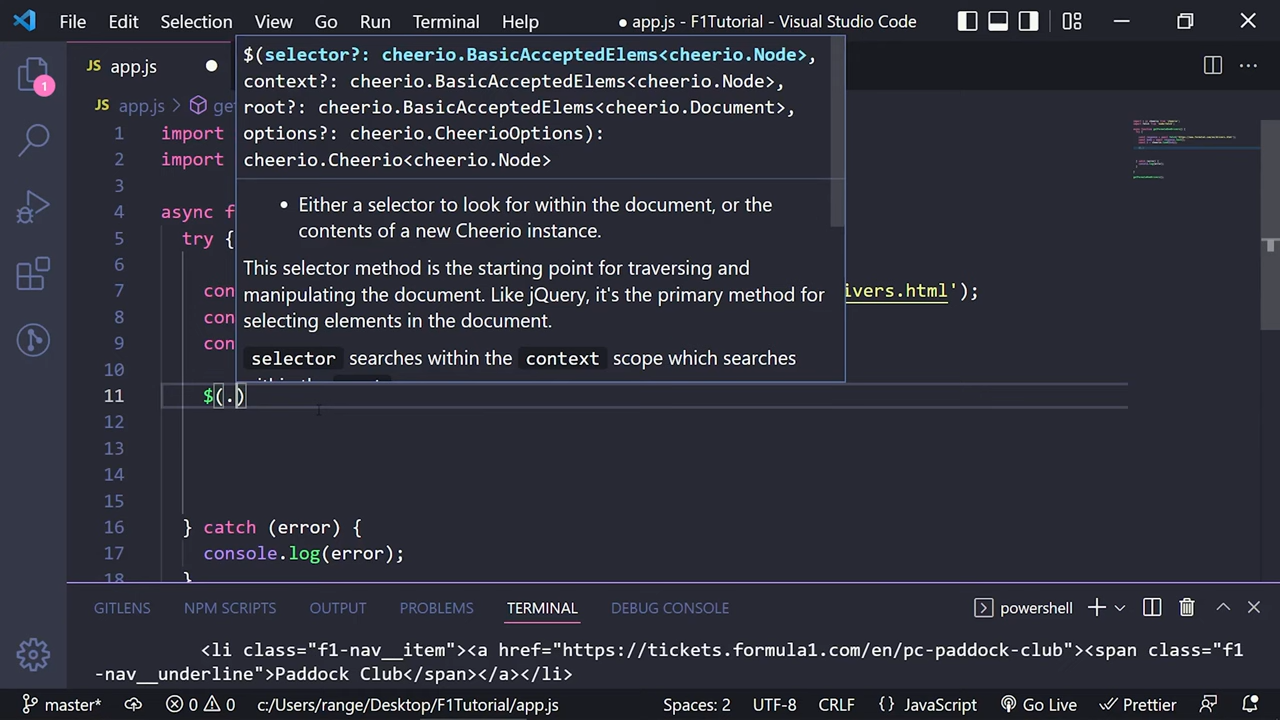 File Edit Selection View Go Run Terminal Help ● app.js - F1Tutorial - Visual Studio Code
JS app.js ●
JS app.js > get
1 import
2 import
3
4 async f
5 try {
6
7 con ivers.html');
8 con
9 con
10
11 $(.)
12
13
14
15
16 } catch (error) {
17 console.log(error);
18 }
$(selector?: cheerio.BasicAcceptedElems<cheerio.Node>,
context?: cheerio.BasicAcceptedElems<cheerio.Node>,
root?: cheerio.BasicAcceptedElems<cheerio.Document>,
options?: cheerio.CheerioOptions):
cheerio.Cheerio<cheerio.Node>
• Either a selector to look for within the document, or the
contents of a new Cheerio instance.
This selector method is the starting point for traversing and
manipulating the document. Like jQuery, it's the primary method for
selecting elements in the document.
selector searches within the context scope which searches
1
GITLENS NPM SCRIPTS OUTPUT PROBLEMS TERMINAL DEBUG CONSOLE powershell
<li class="f1-nav__item"><a href="https://tickets.formula1.com/en/pc-paddock-club"><span class="f1
-nav__underline">Paddock Club</span></a></li>
master* 0 0 c:/Users/range/Desktop/F1Tutorial/app.js Spaces: 2 UTF-8 CRLF { } JavaScript Go Live Prettier